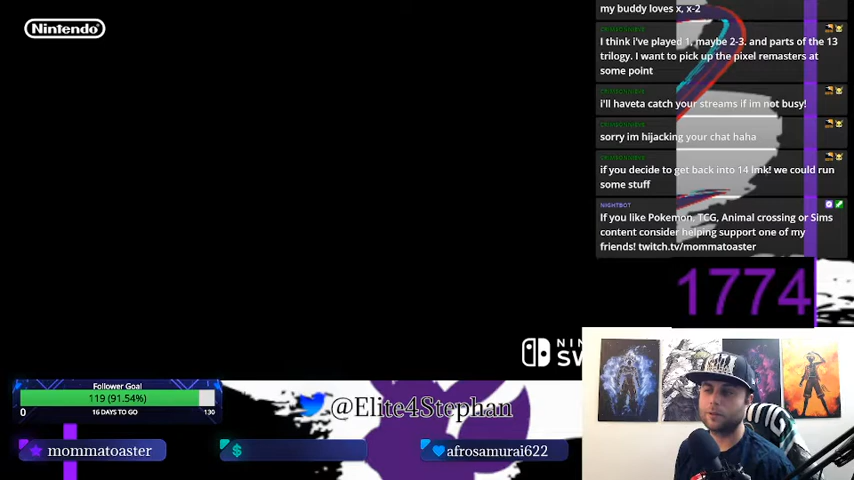 Nintendo
my buddy loves x, x-2
I think i've played 1, maybe 2-3. and parts of the 13
trilogy. I want to pick up the pixel remasters at
some point
i'll haveta catch your streams if im not busy!
sorry im hijacking your chat haha
if you decide to get back into 14 lmk! we could run
some stuff
NIGHTBOT
If you like Pokemon, TCG, Animal crossing or Sims
content consider helping support one of my
friends! twitch.tv/mommatoaster
1774
NIN
SW
Follower Goal
119 (91.54%)
0 16 DAYS TO GO 130
@Elite4Stephan
mommatoaster
$
afrosamurai622